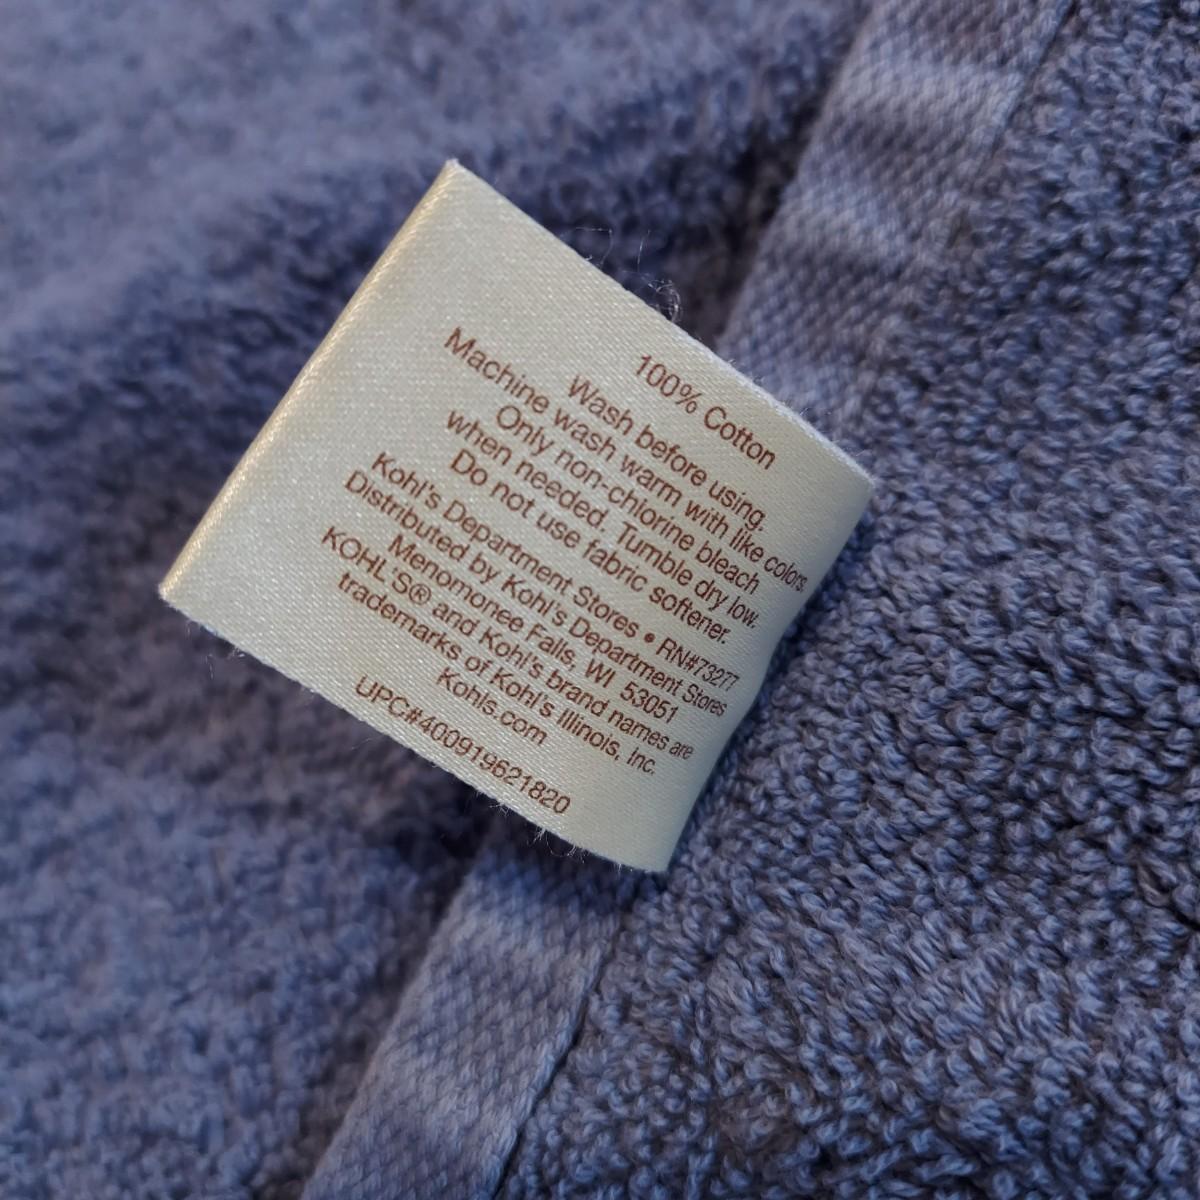 100% Cotton
Wash before using.
Machine wash warm with like colors.
Only non-chlorine bleach
when needed. Tumble dry low.
Do not use fabric softener.
Kohl's Department Stores • RN#73277
Distributed by Kohl's Department Stores
Menomonee Falls, WI 53051
KOHL'S® and Kohl's brand names are
trademarks of Kohl's Illinois, Inc.
Kohls.com
UPC#400919621820